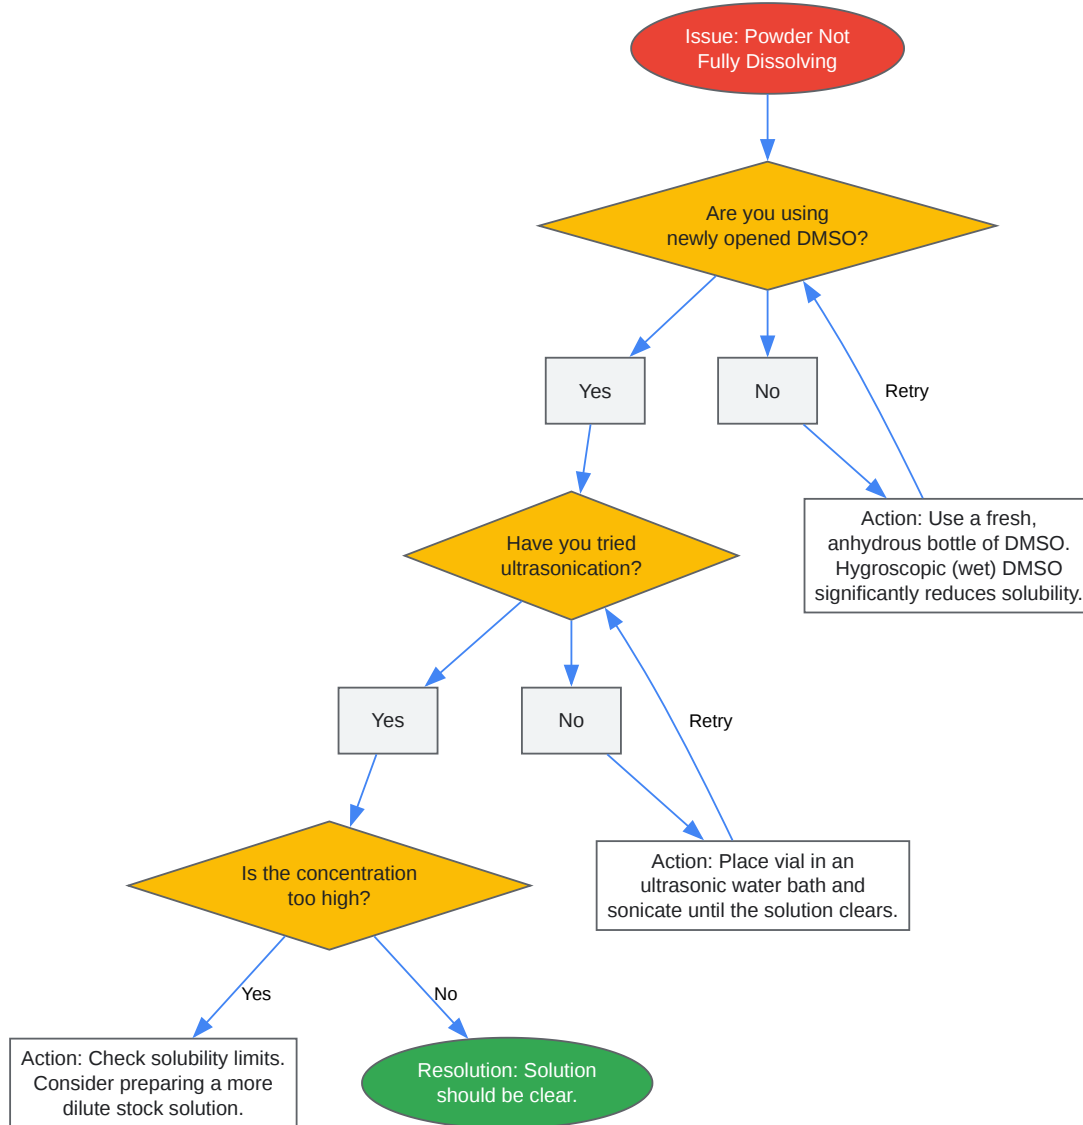 Issue: Powder Not
Fully Dissolving
Are you using
newly opened DMSO?
Yes
No
Retry
Action: Use a fresh,
anhydrous bottle of DMSO.
Hygroscopic (wet) DMSO
significantly reduces solubility.
Have you tried
ultrasonication?
Yes
No
Retry
Action: Place vial in an
ultrasonic water bath and
sonicate until the solution clears.
Is the concentration
too high?
Yes
No
Action: Check solubility limits.
Consider preparing a more
dilute stock solution.
Resolution: Solution
should be clear.